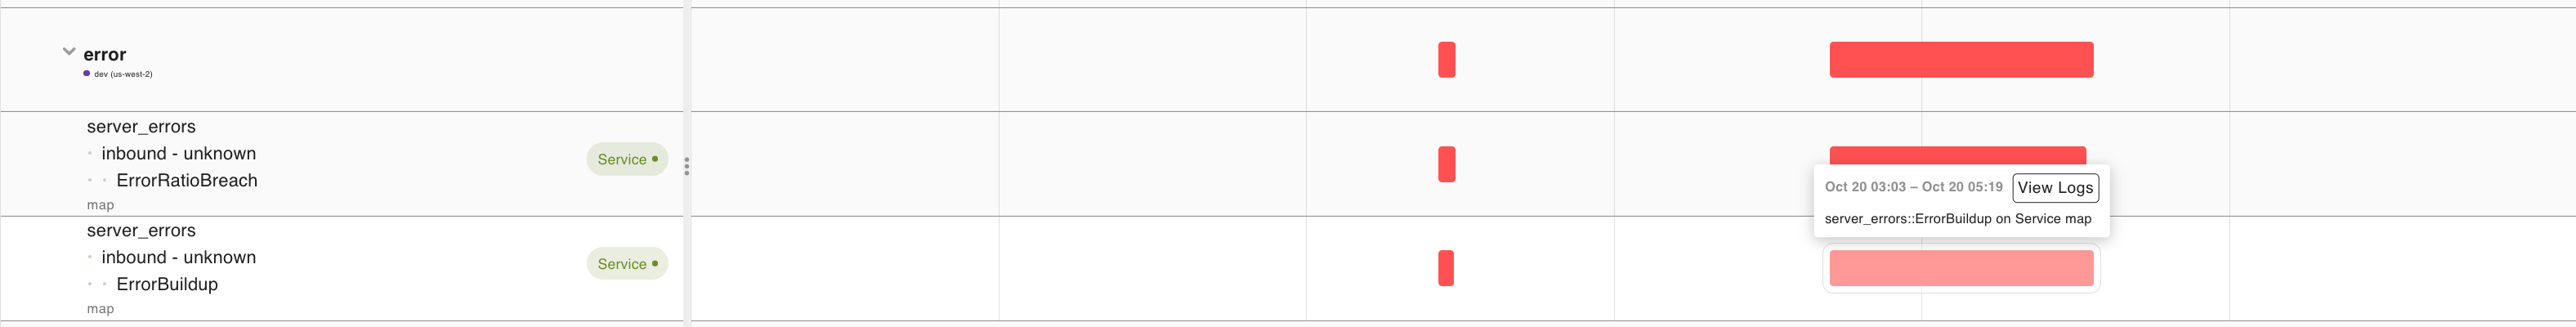 error
dev (us-west-2)
server_errors
inbound - unknown
ErrorRatioBreach
map
Service
Oct 20 03:03 – Oct 20 05:19 View Logs
server_errors::ErrorBuildup on Service map
server_errors
inbound - unknown
ErrorBuildup
map
Service